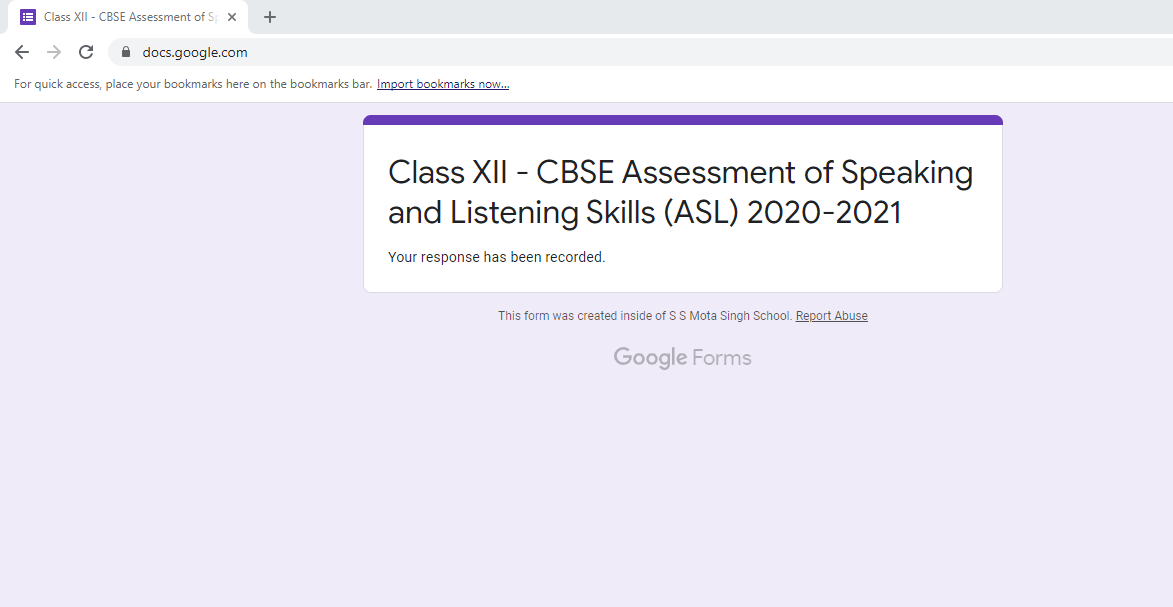 Class XII - CBSE Assessment of Sp
docs.google.com
For quick access, place your bookmarks here on the bookmarks bar. Import bookmarks now...
Class XII - CBSE Assessment of Speaking
and Listening Skills (ASL) 2020-2021
Your response has been recorded.
This form was created inside of S S Mota Singh School. Report Abuse
Google Forms